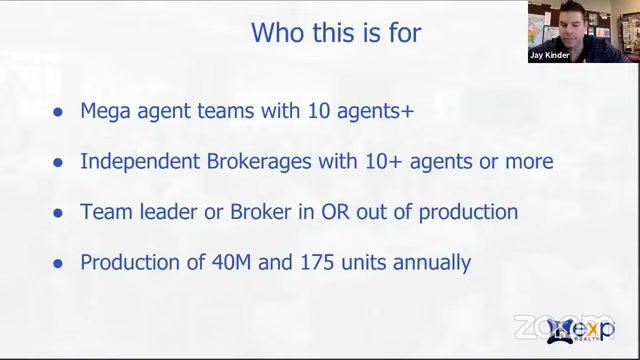 Who this is for
Jay Kinder
● Mega agent teams with 10 agents+
● Independent Brokerages with 10+ agents or more
● Team leader or Broker in OR out of production
● Production of 40M and 175 units annually
zoom
exp
REALTY